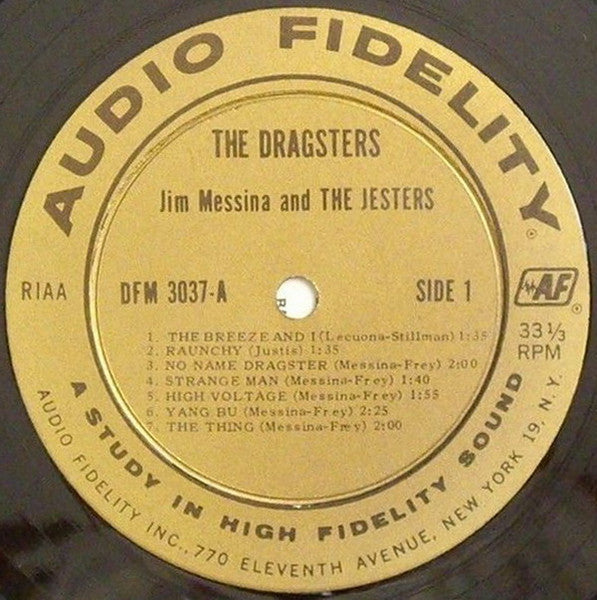 AUDIO FIDELITY®
THE DRAGSTERS
Jim Messina and THE JESTERS
RIAA
DFM 3037-A
SIDE 1
AF®
33 1/3
RPM
1. THE BREEZE AND I (Lecuona-Stillman) 1:35
2. RAUNCHY (Justis) 1:35
3. NO NAME DRAGSTER (Messina-Frey) 2:00
4. STRANGE MAN (Messina-Frey) 1:40
5. HIGH VOLTAGE (Messina-Frey) 1:55
6. YANG BU (Messina-Frey) 2:25
7. THE THING (Messina-Frey) 2:00
A STUDY IN HIGH FIDELITY SOUND
AUDIO FIDELITY INC., 770 ELEVENTH AVENUE, NEW YORK 19, N.Y.